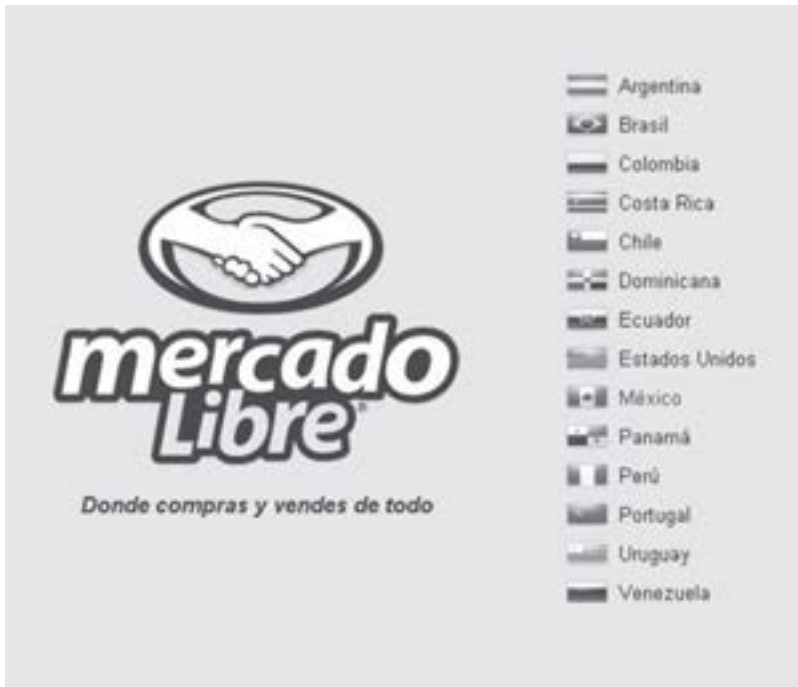 mercado
Libre®
Donde compras y vendes de todo
Argentina
Brasil
Colombia
Costa Rica
Chile
Dominicana
Ecuador
Estados Unidos
México
Panamá
Perú
Portugal
Uruguay
Venezuela